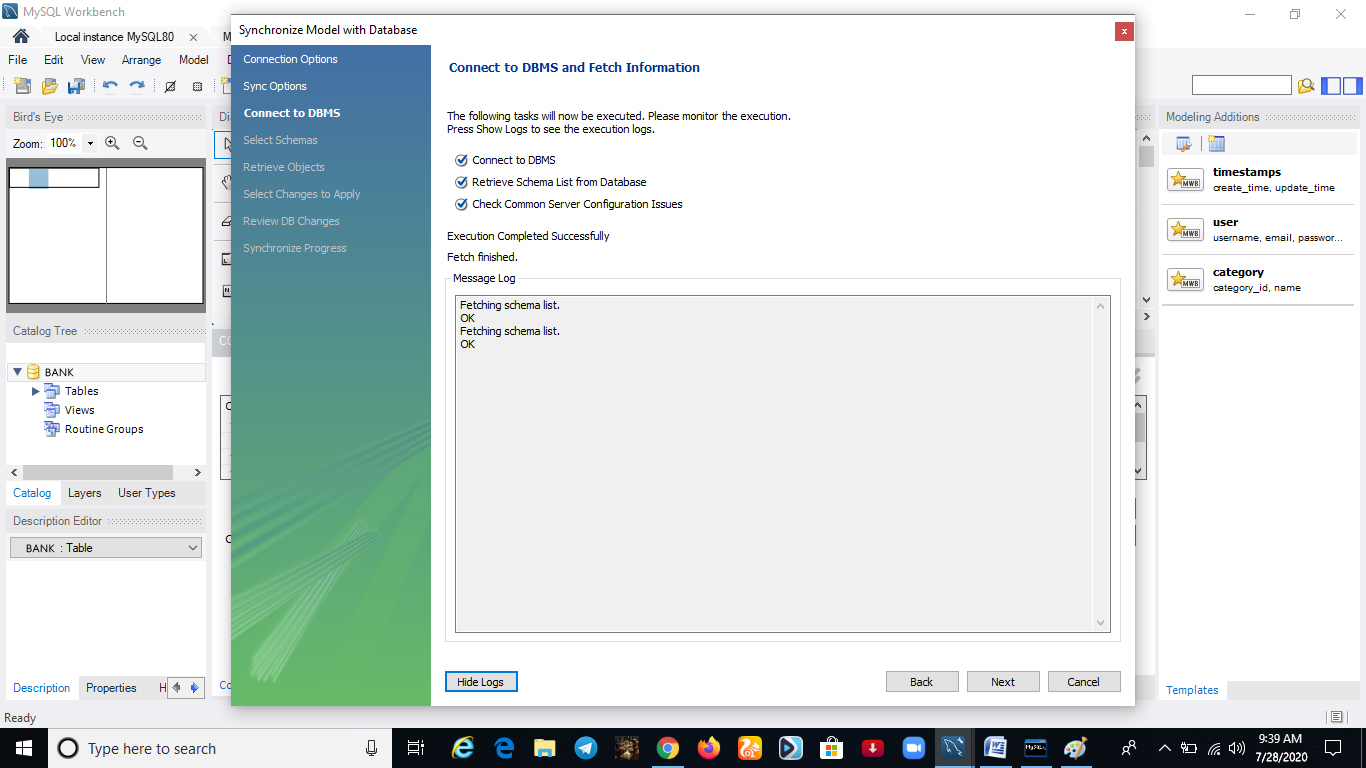 MySQL Workbench
Local instance MySQL80
File Edit View Arrange Model
Bird's Eye
Zoom: 100%
Catalog Tree
BANK
Tables
Views
Routine Groups
Catalog Layers User Types
Description Editor
BANK : Table
Description Properties H
Ready
Synchronize Model with Database
x
Connection Options
Sync Options
Connect to DBMS
Select Schemas
Retrieve Objects
Select Changes to Apply
Review DB Changes
Synchronize Progress
Connect to DBMS and Fetch Information
The following tasks will now be executed. Please monitor the execution.
Press Show Logs to see the execution logs.
Connect to DBMS
Retrieve Schema List from Database
Check Common Server Configuration Issues
Execution Completed Successfully
Fetch finished.
Message Log
Fetching schema list.
OK
Fetching schema list.
OK
Hide Logs Back Next Cancel
Modeling Additions
MWB
timestamps
create_time, update_time
MWB
user
username, email, passwor...
MWB
category
category_id, name
Templates
Type here to search
9:39 AM
7/28/2020